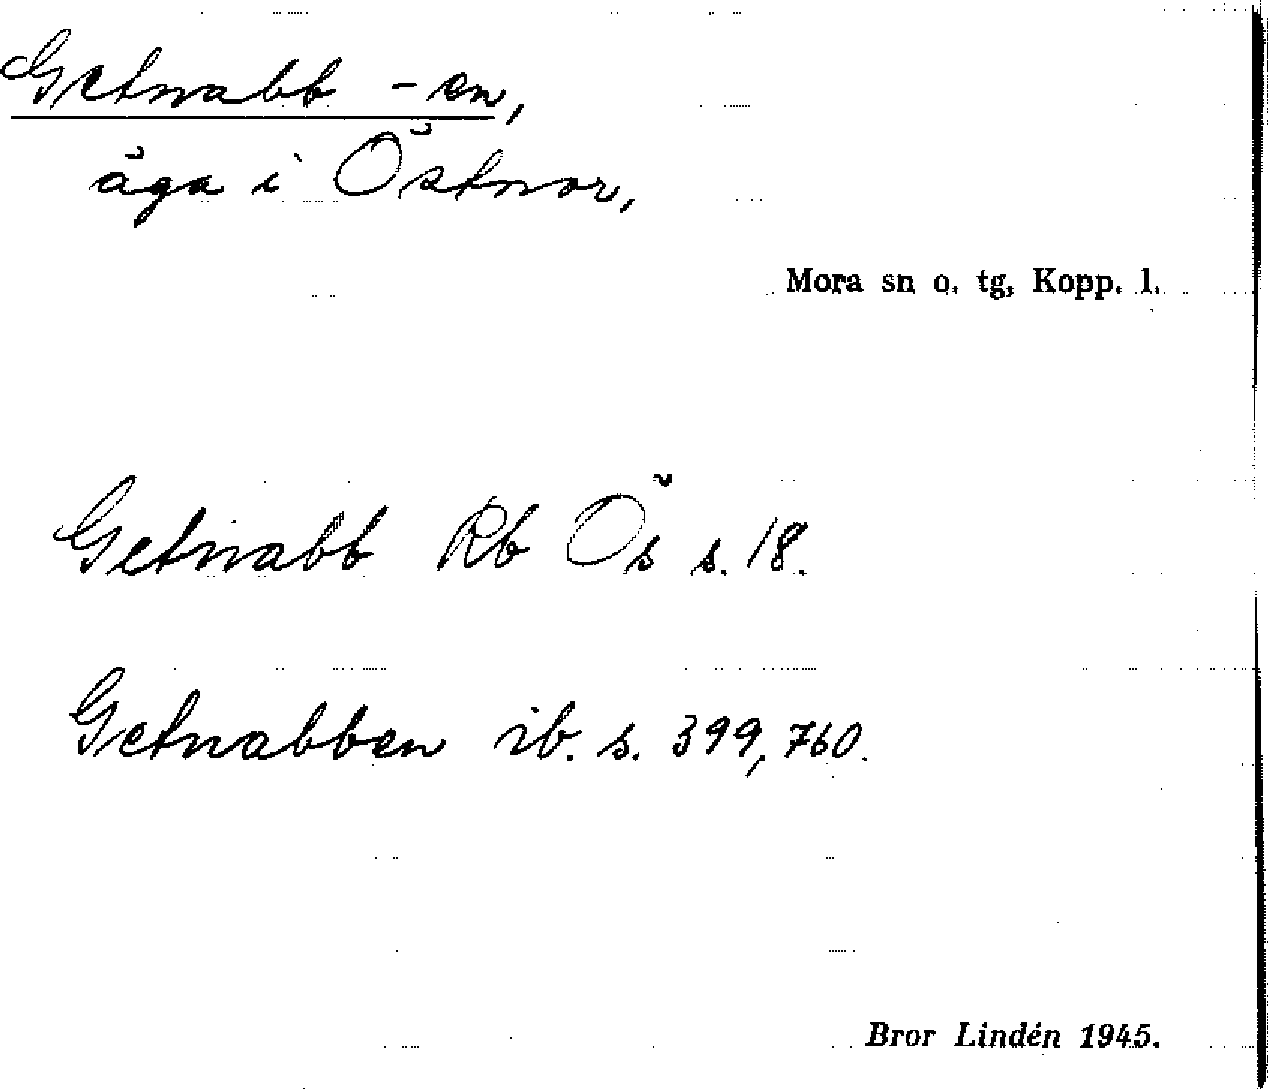 Getnabb -en,
äga i Östnor,
Mora sn o. tg, Kopp. l.
Getnabb Rb Ös s. 18.
Getnabben ib. s. 399, 760.
Bror Lindén 1945.